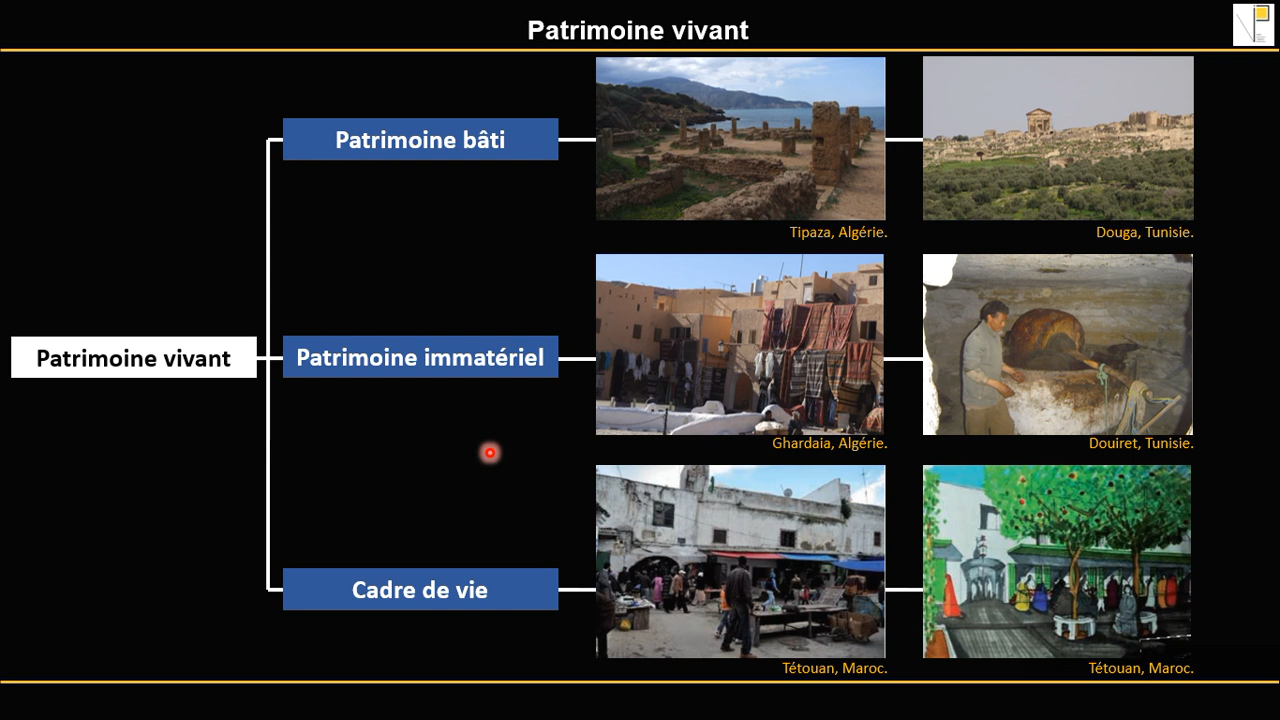 Patrimoine vivant
Patrimoine bâti
Tipaza, Algérie.
Douga, Tunisie.
Patrimoine vivant
Patrimoine immatériel
Ghardaia, Algérie.
Douiret, Tunisie.
Cadre de vie
Tétouan, Maroc.
Tétouan, Maroc.